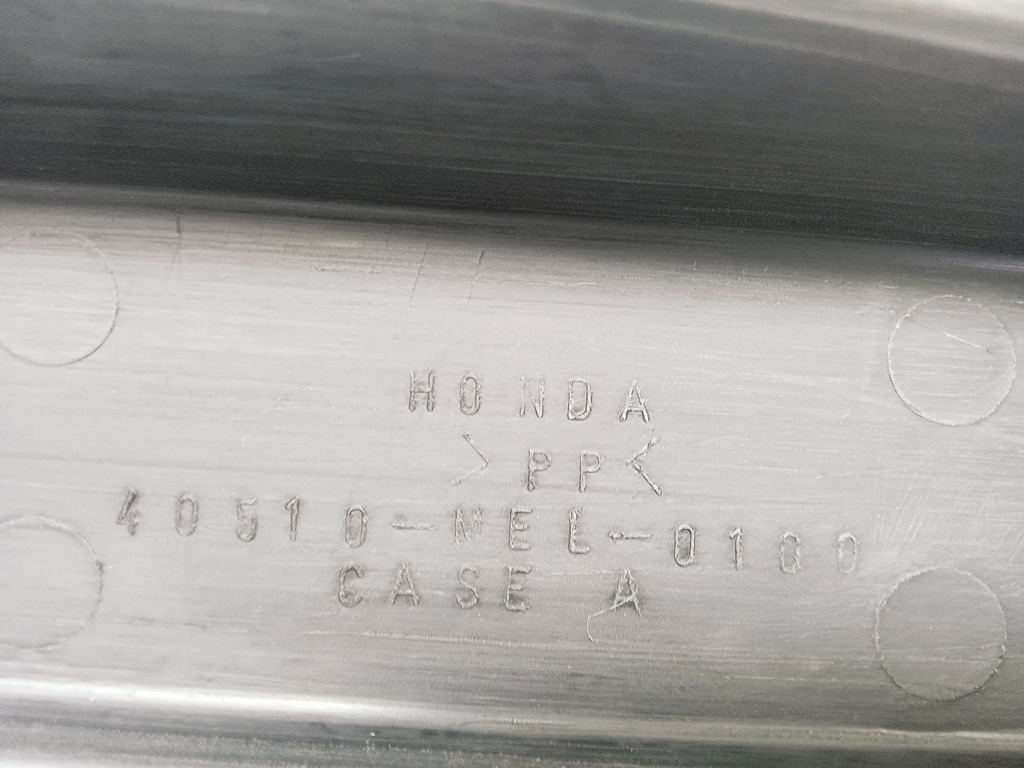 HONDA
>PP<
40510-MEL-0100
CASE A